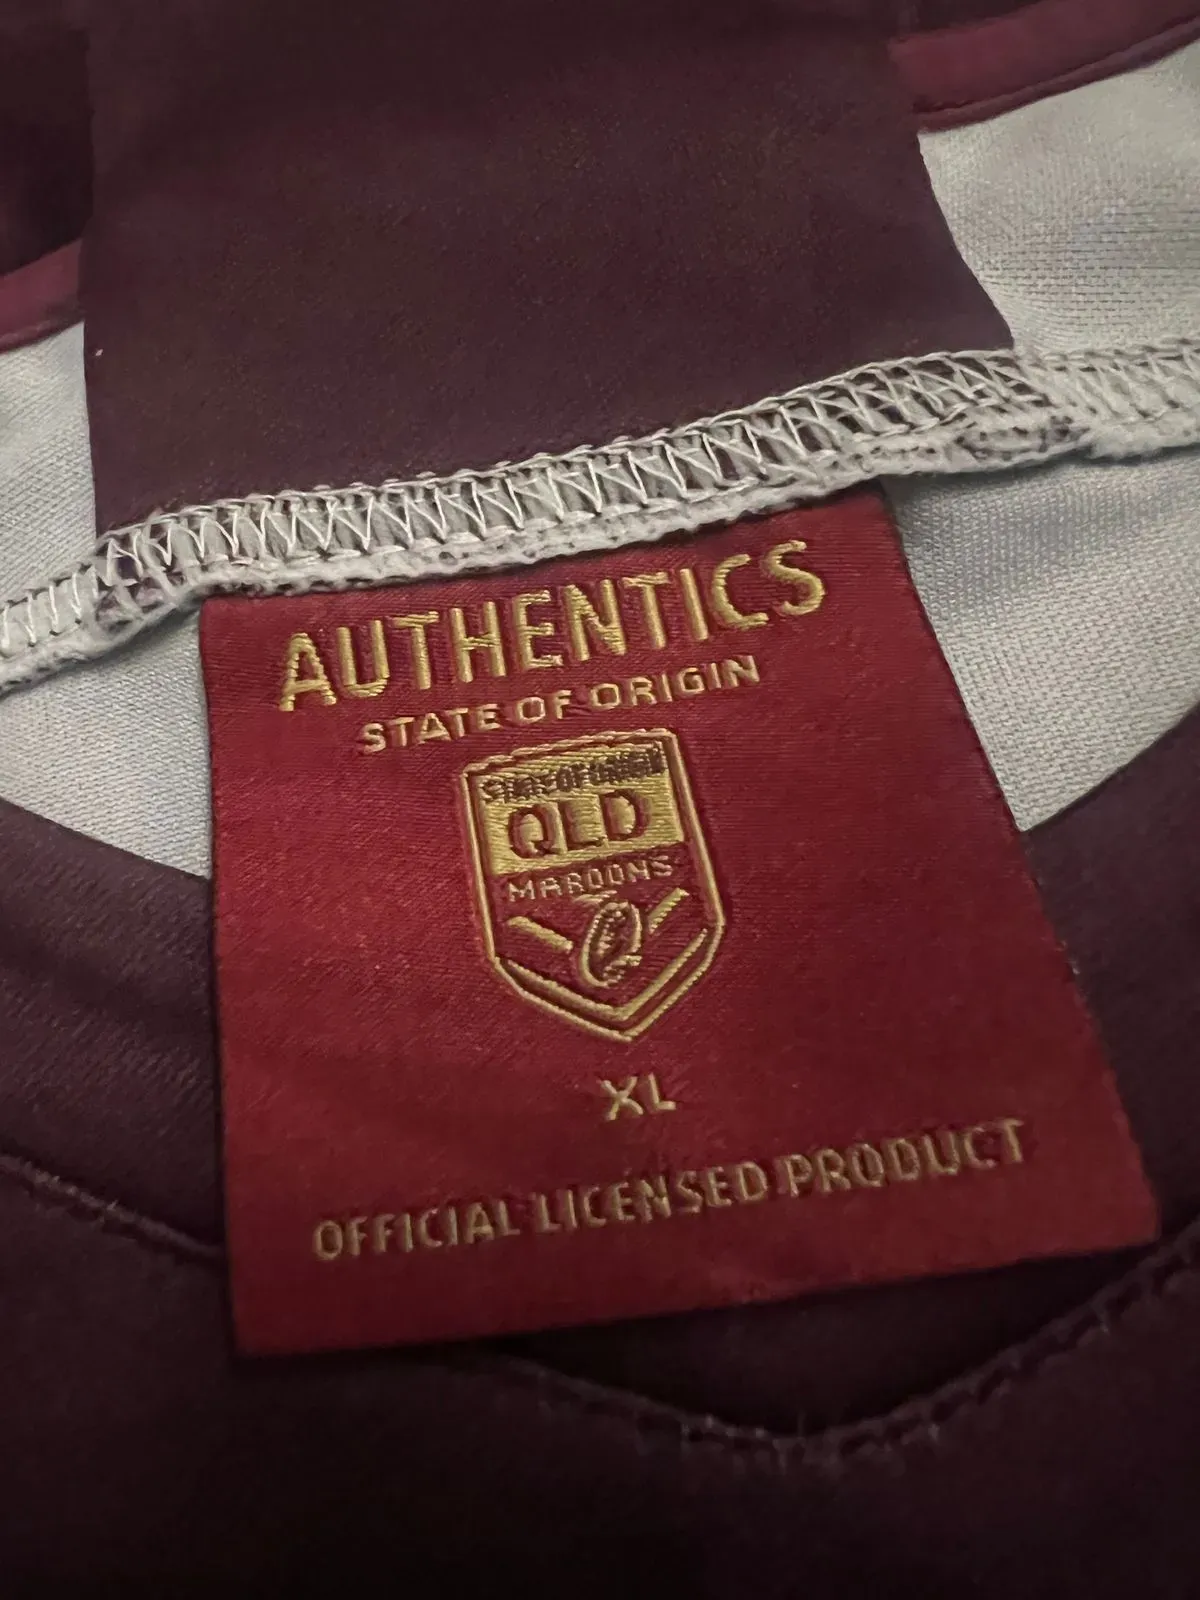 AUTHENTICS
STATE OF ORIGIN
STATE OF ORIGIN
QLD
MAROONS
XL
OFFICIAL LICENSED PRODUCT